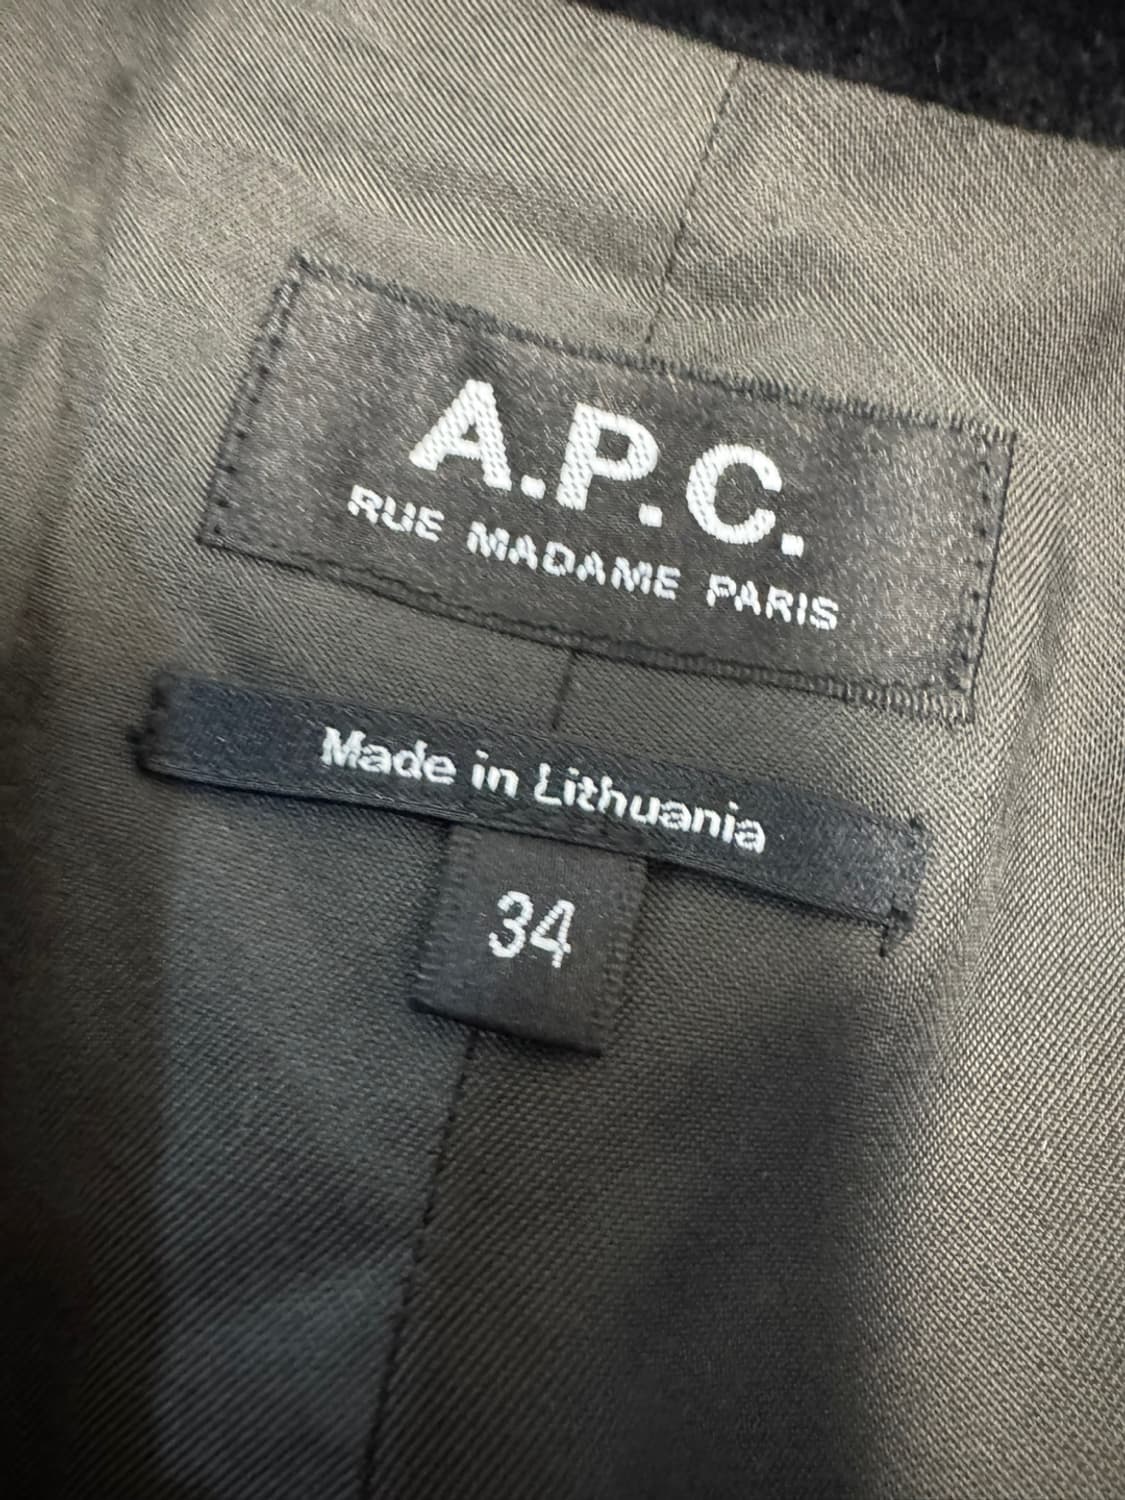 A.P.C.
RUE MADAME PARIS
Made in Lithuania
34